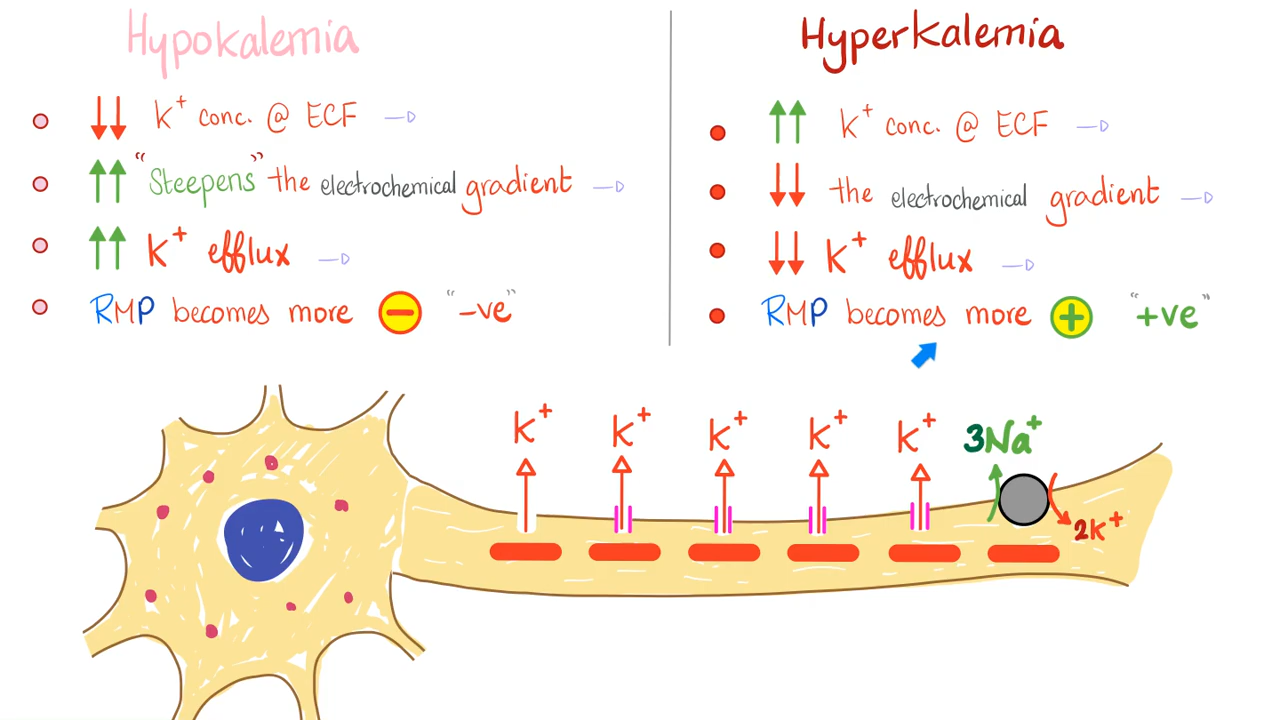 Hypokalemia
↓↓ K⁺ conc. @ ECF
↑↑ "Steepens" the electrochemical gradient
↑↑ K⁺ efflux
RMP becomes more − "-ve"
Hyperkalemia
↑↑ K⁺ conc. @ ECF
↓↓ the electrochemical gradient
↓↓ K⁺ efflux
RMP becomes more + "+ve"
K⁺ K⁺ K⁺ K⁺ K⁺ 3Na⁺
2K⁺